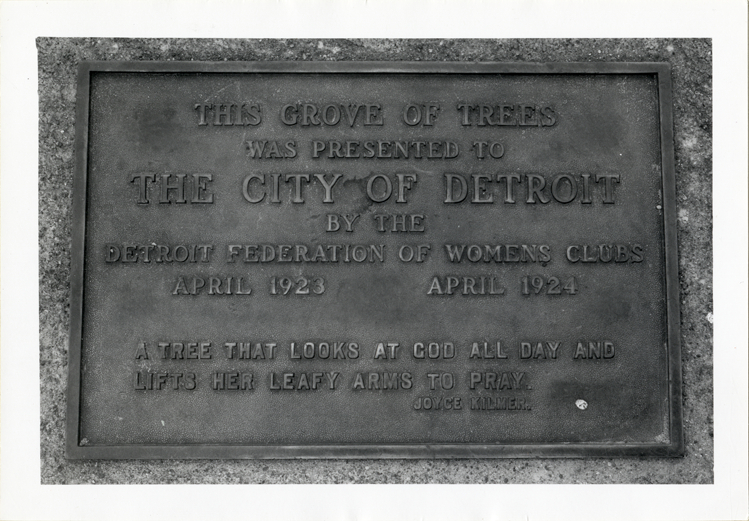 THIS GROVE OF TREES
WAS PRESENTED TO
THE CITY OF DETROIT
BY THE
DETROIT FEDERATION OF WOMENS CLUBS
APRIL 1923 APRIL 1924
A TREE THAT LOOKS AT GOD ALL DAY AND
LIFTS HER LEAFY ARMS TO PRAY.
JOYCE KILMER.